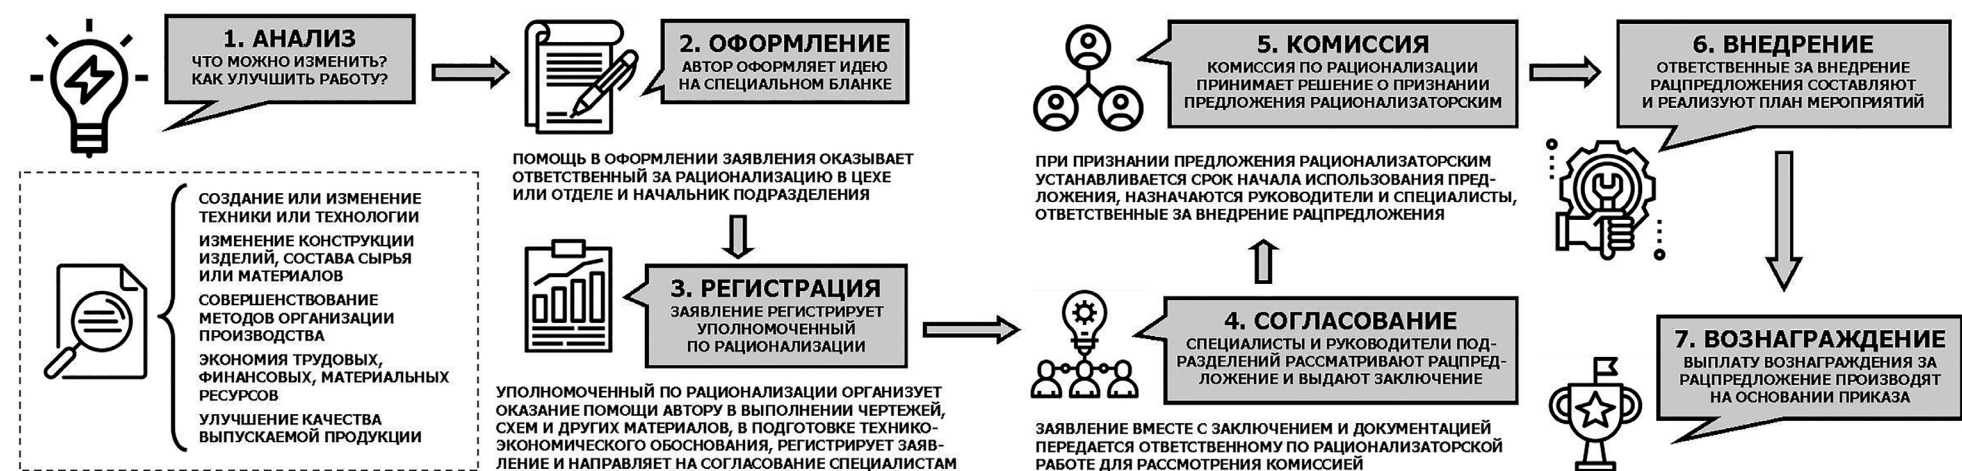 1. АНАЛИЗ
ЧТО МОЖНО ИЗМЕНИТЬ?
КАК УЛУЧШИТЬ РАБОТУ?
СОЗДАНИЕ ИЛИ ИЗМЕНЕНИЕ
ТЕХНИКИ ИЛИ ТЕХНОЛОГИИ
ИЗМЕНЕНИЕ КОНСТРУКЦИИ
ИЗДЕЛИЙ, СОСТАВА СЫРЬЯ
ИЛИ МАТЕРИАЛОВ
СОВЕРШЕНСТВОВАНИЕ
МЕТОДОВ ОРГАНИЗАЦИИ
ПРОИЗВОДСТВА
ЭКОНОМИЯ ТРУДОВЫХ,
ФИНАНСОВЫХ, МАТЕРИАЛЬНЫХ
РЕСУРСОВ
УЛУЧШЕНИЕ КАЧЕСТВА
ВЫПУСКАЕМОЙ ПРОДУКЦИИ
2. ОФОРМЛЕНИЕ
АВТОР ОФОРМЛЯЕТ ИДЕЮ
НА СПЕЦИАЛЬНОМ БЛАНКЕ
ПОМОЩЬ В ОФОРМЛЕНИИ ЗАЯВЛЕНИЯ ОКАЗЫВАЕТ
ОТВЕТСТВЕННЫЙ ЗА РАЦИОНАЛИЗАЦИЮ В ЦЕХЕ
ИЛИ ОТДЕЛЕ И НАЧАЛЬНИК ПОДРАЗДЕЛЕНИЯ
3. РЕГИСТРАЦИЯ
ЗАЯВЛЕНИЕ РЕГИСТРИРУЕТ
УПОЛНОМОЧЕННЫЙ
ПО РАЦИОНАЛИЗАЦИИ
УПОЛНОМОЧЕННЫЙ ПО РАЦИОНАЛИЗАЦИИ ОРГАНИЗУЕТ
ОКАЗАНИЕ ПОМОЩИ АВТОРУ В ВЫПОЛНЕНИИ ЧЕРТЕЖЕЙ,
СХЕМ И ДРУГИХ МАТЕРИАЛОВ, В ПОДГОТОВКЕ ТЕХНИКО-
ЭКОНОМИЧЕСКОГО ОБОСНОВАНИЯ, РЕГИСТРИРУЕТ ЗАЯВ-
ЛЕНИЕ И НАПРАВЛЯЕТ НА СОГЛАСОВАНИЕ СПЕЦИАЛИСТАМ
4. СОГЛАСОВАНИЕ
СПЕЦИАЛИСТЫ И РУКОВОДИТЕЛИ ПОД-
РАЗДЕЛЕНИЙ РАССМАТРИВАЮТ РАЦПРЕД-
ЛОЖЕНИЕ И ВЫДАЮТ ЗАКЛЮЧЕНИЕ
ЗАЯВЛЕНИЕ ВМЕСТЕ С ЗАКЛЮЧЕНИЕМ И ДОКУМЕНТАЦИЕЙ
ПЕРЕДАЕТСЯ ОТВЕТСТВЕННОМУ ПО РАЦИОНАЛИЗАТОРСКОЙ
РАБОТЕ ДЛЯ РАССМОТРЕНИЯ КОМИССИЕЙ
5. КОМИССИЯ
КОМИССИЯ ПО РАЦИОНАЛИЗАЦИИ
ПРИНИМАЕТ РЕШЕНИЕ О ПРИЗНАНИИ
ПРЕДЛОЖЕНИЯ РАЦИОНАЛИЗАТОРСКИМ
ПРИ ПРИЗНАНИИ ПРЕДЛОЖЕНИЯ РАЦИОНАЛИЗАТОРСКИМ
УСТАНАВЛИВАЕТСЯ СРОК НАЧАЛА ИСПОЛЬЗОВАНИЯ ПРЕД-
ЛОЖЕНИЯ, НАЗНАЧАЮТСЯ РУКОВОДИТЕЛИ И СПЕЦИАЛИСТЫ,
ОТВЕТСТВЕННЫЕ ЗА ВНЕДРЕНИЕ РАЦПРЕДЛОЖЕНИЯ
6. ВНЕДРЕНИЕ
ОТВЕТСТВЕННЫЕ ЗА ВНЕДРЕНИЕ
РАЦПРЕДЛОЖЕНИЯ СОСТАВЛЯЮТ
И РЕАЛИЗУЮТ ПЛАН МЕРОПРИЯТИЙ
7. ВОЗНАГРАЖДЕНИЕ
ВЫПЛАТУ ВОЗНАГРАЖДЕНИЯ ЗА
РАЦПРЕДЛОЖЕНИЕ ПРОИЗВОДЯТ
НА ОСНОВАНИИ ПРИКАЗА